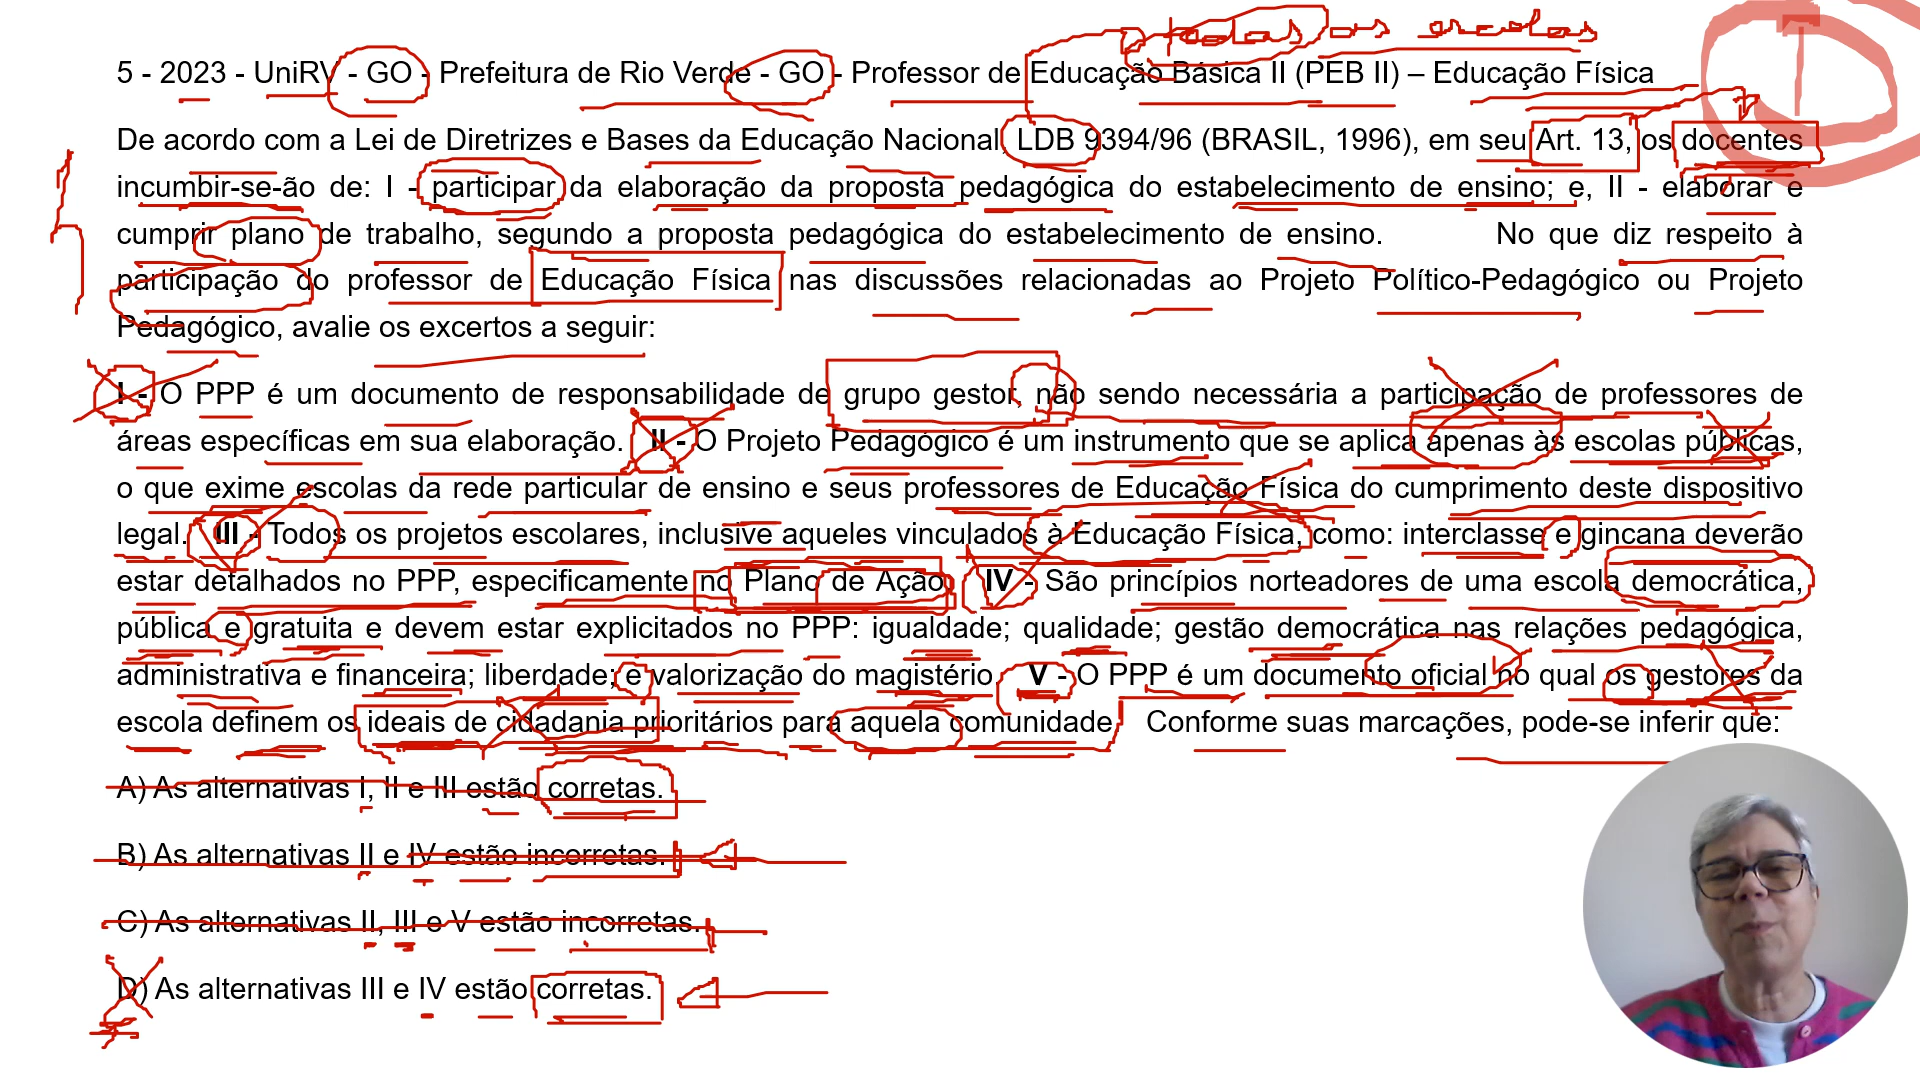 todas as escolas
5 - 2023 - UniRV - GO - Prefeitura de Rio Verde - GO - Professor de Educação Básica II (PEB II) – Educação Física
De acordo com a Lei de Diretrizes e Bases da Educação Nacional, LDB 9394/96 (BRASIL, 1996), em seu Art. 13, os docentes
incumbir-se-ão de: I - participar da elaboração da proposta pedagógica do estabelecimento de ensino; e, II - elaborar e
cumprir plano de trabalho, segundo a proposta pedagógica do estabelecimento de ensino. No que diz respeito à
participação do professor de Educação Física nas discussões relacionadas ao Projeto Político-Pedagógico ou Projeto
Pedagógico, avalie os excertos a seguir:
I - O PPP é um documento de responsabilidade de grupo gestor, não sendo necessária a participação de professores de
áreas específicas em sua elaboração. II - O Projeto Pedagógico é um instrumento que se aplica apenas às escolas públicas,
o que exime escolas da rede particular de ensino e seus professores de Educação Física do cumprimento deste dispositivo
legal. III - Todos os projetos escolares, inclusive aqueles vinculados à Educação Física, como: interclasse e gincana deverão
estar detalhados no PPP, especificamente no Plano de Ação. IV - São princípios norteadores de uma escola democrática,
pública e gratuita e devem estar explicitados no PPP: igualdade; qualidade; gestão democrática nas relações pedagógica,
administrativa e financeira; liberdade; e valorização do magistério. V - O PPP é um documento oficial no qual os gestores da
escola definem os ideais de cidadania prioritários para aquela comunidade. Conforme suas marcações, pode-se inferir que:
A) As alternativas I, II e III estão corretas.
B) As alternativas II e IV estão incorretas.
C) As alternativas II, III e V estão incorretas.
D) As alternativas III e IV estão corretas.